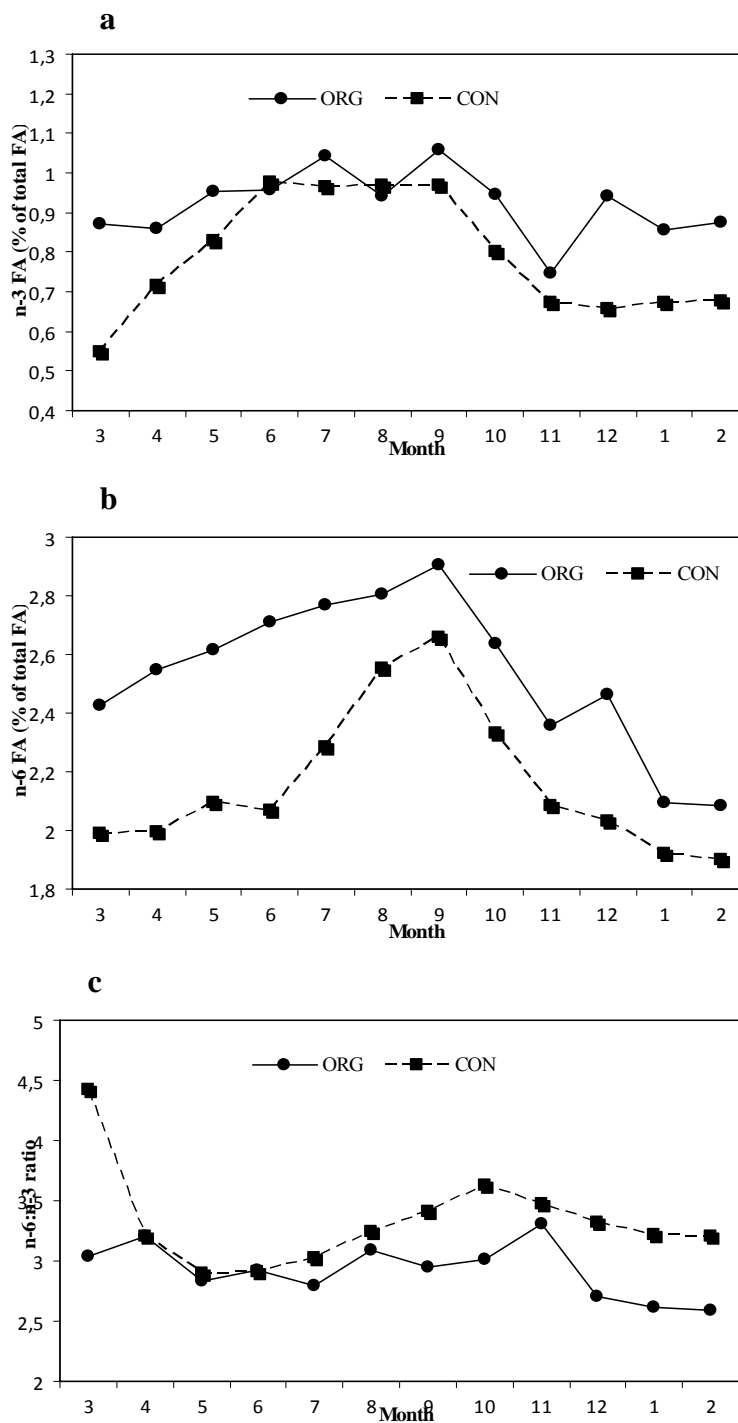 a
1,3
1,2
1,1
1
0,9
0,8
0,7
0,6
0,5
0,4
n-3 FA (% of total FA)
ORG CON
3 4 5 6 7 8 9 10 11 12 1 2
Month
b
3
2,8
2,6
2,4
2,2
2
1,8
n-6 FA (% of total FA)
ORG CON
3 4 5 6 7 8 9 10 11 12 1 2
Month
c
5
4,5
4
3,5
3
2,5
2
n-6:n-3 ratio
ORG CON
3 4 5 6 7 8 9 10 11 12 1 2
Month